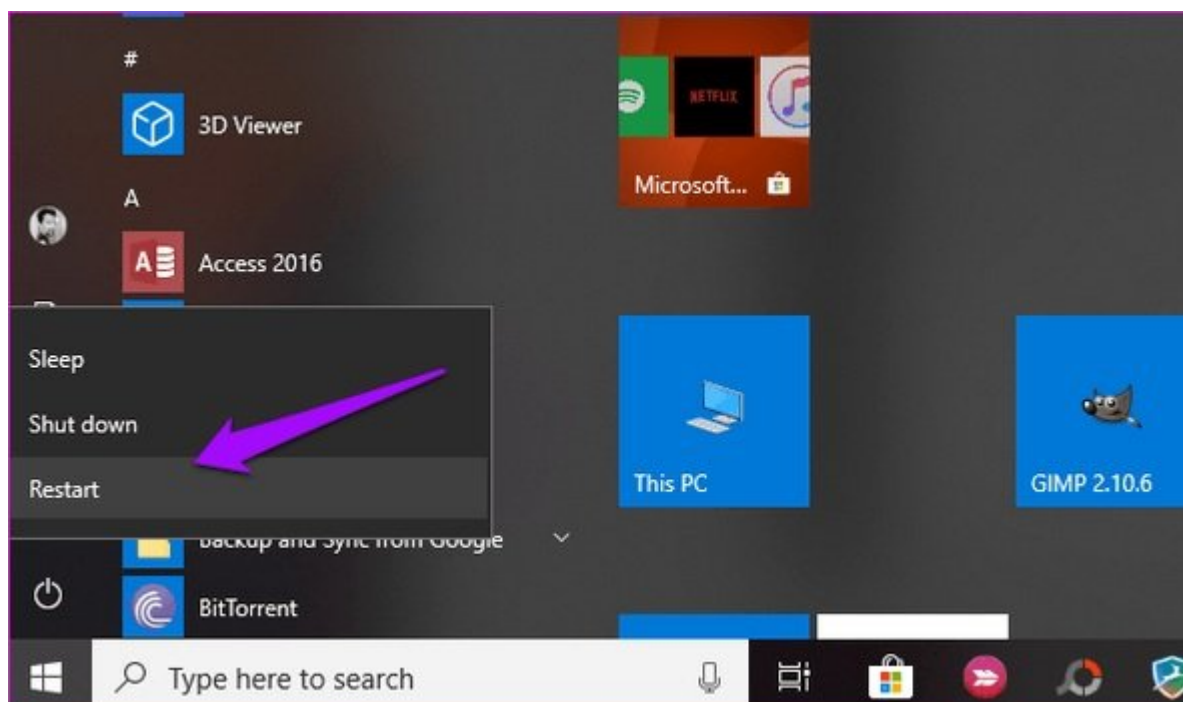 #
3D Viewer
A
Access 2016
Sleep
Shut down
Restart
Backup and Sync from Google
BitTorrent
NETFLIX
Microsoft...
This PC
GIMP 2.10.6
Type here to search